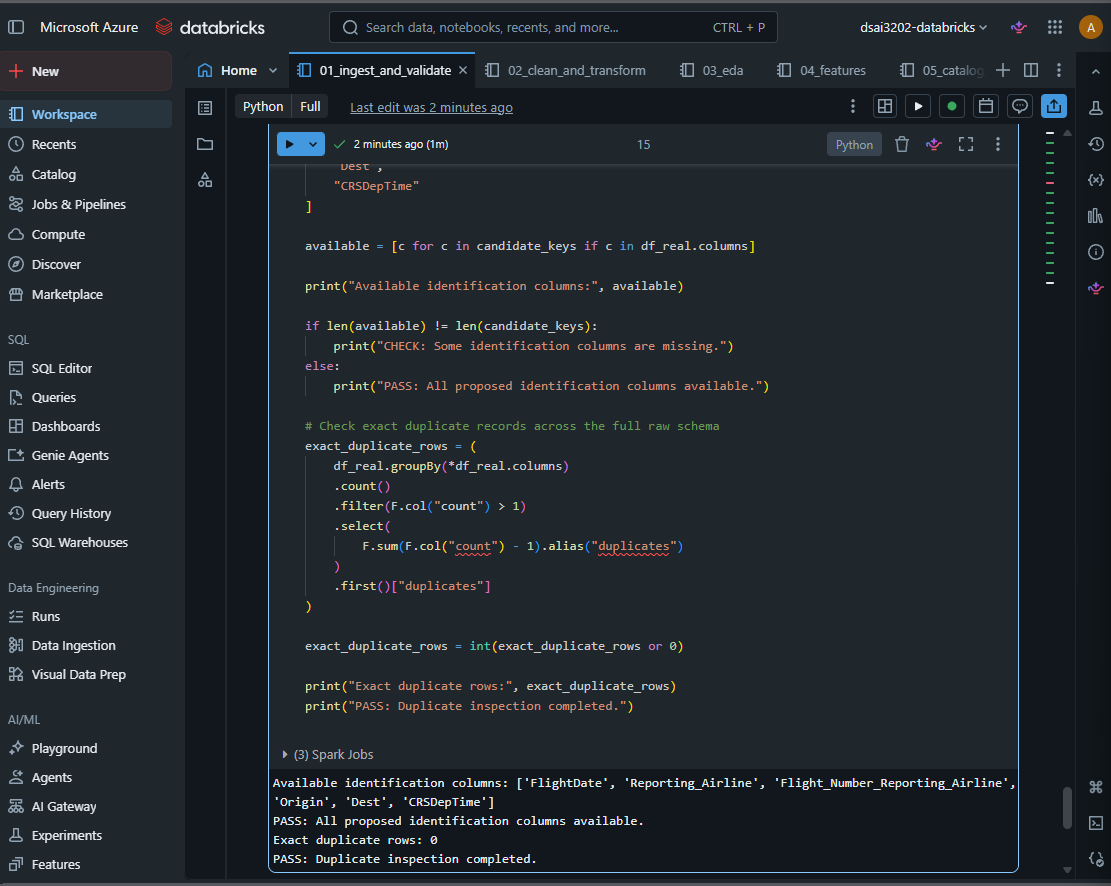 Microsoft Azure databricks Search data, notebooks, recents, and more... CTRL + P dsai3202-databricks A
New
Workspace
Recents
Catalog
Jobs & Pipelines
Compute
Discover
Marketplace
SQL
SQL Editor
Queries
Dashboards
Genie Agents
Alerts
Query History
SQL Warehouses
Data Engineering
Runs
Data Ingestion
Visual Data Prep
AI/ML
Playground
Agents
AI Gateway
Experiments
Features
Home 01_ingest_and_validate 02_clean_and_transform 03_eda 04_features 05_catalog
Python Full Last edit was 2 minutes ago
2 minutes ago (1m) 15 Python
"Dest",
"CRSDepTime"
]
available = [c for c in candidate_keys if c in df_real.columns]
print("Available identification columns:", available)
if len(available) != len(candidate_keys):
print("CHECK: Some identification columns are missing.")
else:
print("PASS: All proposed identification columns available.")
# Check exact duplicate records across the full raw schema
exact_duplicate_rows = (
df_real.groupBy(*df_real.columns)
.count()
.filter(F.col("count") > 1)
.select(
F.sum(F.col("count") - 1).alias("duplicates")
)
.first()["duplicates"]
)
exact_duplicate_rows = int(exact_duplicate_rows or 0)
print("Exact duplicate rows:", exact_duplicate_rows)
print("PASS: Duplicate inspection completed.")
(3) Spark Jobs
Available identification columns: ['FlightDate', 'Reporting_Airline', 'Flight_Number_Reporting_Airline',
'Origin', 'Dest', 'CRSDepTime']
PASS: All proposed identification columns available.
Exact duplicate rows: 0
PASS: Duplicate inspection completed.